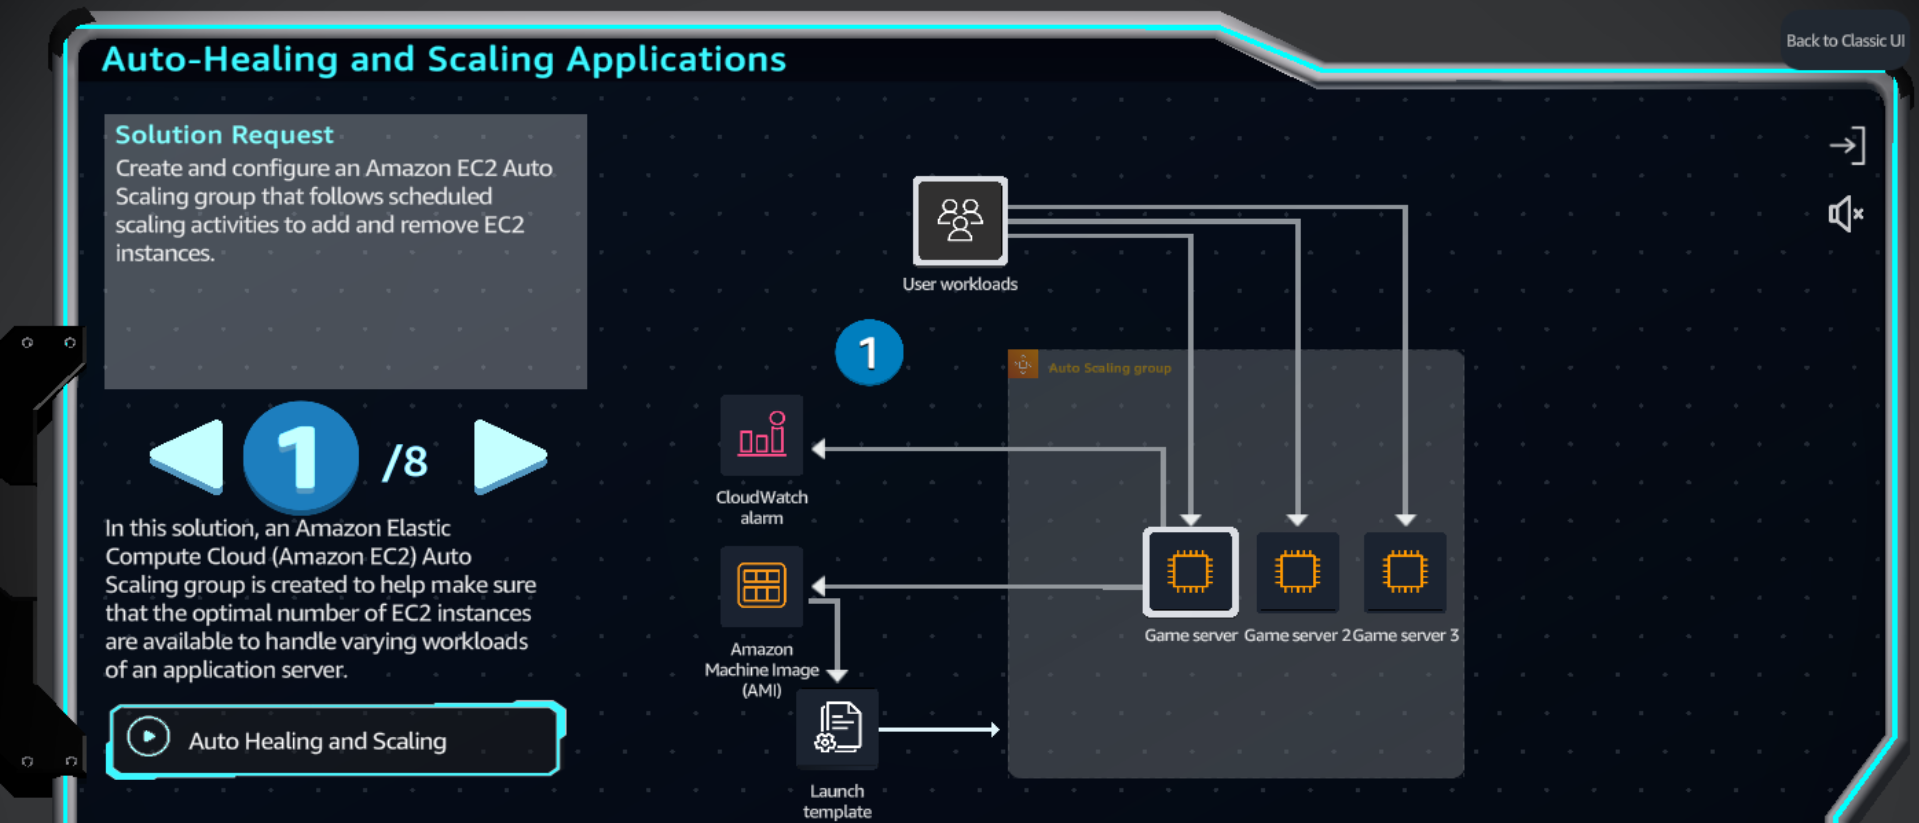 Back to Classic UI
Auto-Healing and Scaling Applications
Solution Request
Create and configure an Amazon EC2 Auto
Scaling group that follows scheduled
scaling activities to add and remove EC2
instances.
1
/8
In this solution, an Amazon Elastic
Compute Cloud (Amazon EC2) Auto
Scaling group is created to help make sure
that the optimal number of EC2 instances
are available to handle varying workloads
of an application server.
Auto Healing and Scaling
User workloads
1
Auto Scaling group
CloudWatch
alarm
Game server
Game server 2
Game server 3
Amazon
Machine Image
(AMI)
Launch
template